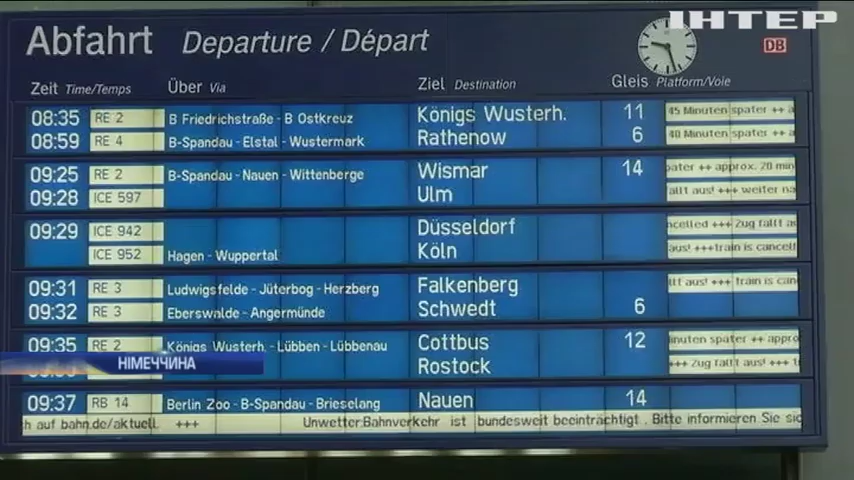 ІНТЕР
Abfahrt Departure / Départ DB
Zeit Time/Temps Über Via Ziel Destination Gleis Platform/Voie
08:35 RE 2 B Friedrichstraße - B Ostkreuz Königs Wusterh. 11 45 Minuten später ++ a
08:59 RE 4 B-Spandau - Elstal - Wustermark Rathenow 6 40 Minuten später ++ a
09:25 RE 2 B-Spandau - Nauen - Wittenberge Wismar 14 päter ++ approx. 20 min
09:28 ICE 597 Ulm fällt aus! ++ weiter na
09:29 ICE 942 Düsseldorf ncelled +++ Zug fällt au
ICE 952 Hagen - Wuppertal Köln aus! +++train is cancell
09:31 RE 3 Ludwigsfelde - Jüterbog - Herzberg Falkenberg llt aus! +++ train is can
09:32 RE 3 Eberswalde - Angermünde Schwedt 6
09:35 RE 2 Königs Wusterh. - Lübben - Lübbenau Cottbus 12 inuten später ++ appro
НІМЕЧЧИНА Rostock +++ Zug fällt aus! +++ t
09:37 RB 14 Berlin Zoo - B-Spandau - Brieselang Nauen 14
h auf bahn.de/aktuell. +++ Unwetter:Bahnverkehr ist bundesweit beeinträchtigt . Bitte informieren Sie sic